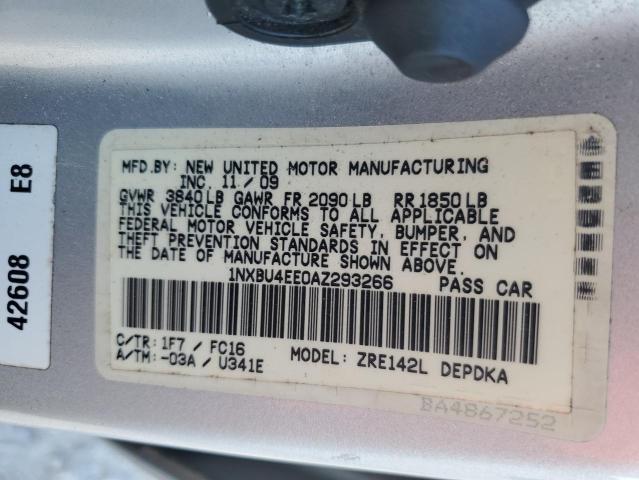 MFD.BY: NEW UNITED MOTOR MANUFACTURING
INC. 11/09
GVWR 3840 LB GAWR FR 2090 LB RR 1850 LB
THIS VEHICLE CONFORMS TO ALL APPLICABLE
FEDERAL MOTOR VEHICLE SAFETY, BUMPER, AND
THEFT PREVENTION STANDARDS IN EFFECT ON
THE DATE OF MANUFACTURE SHOWN ABOVE.
1NXBU4EE0AZ293266 PASS CAR
C/TR: 1F7 / FC16
A/TM: -03A / U341E
MODEL: ZRE142L DEPDKA
BA4867252
42608 E8